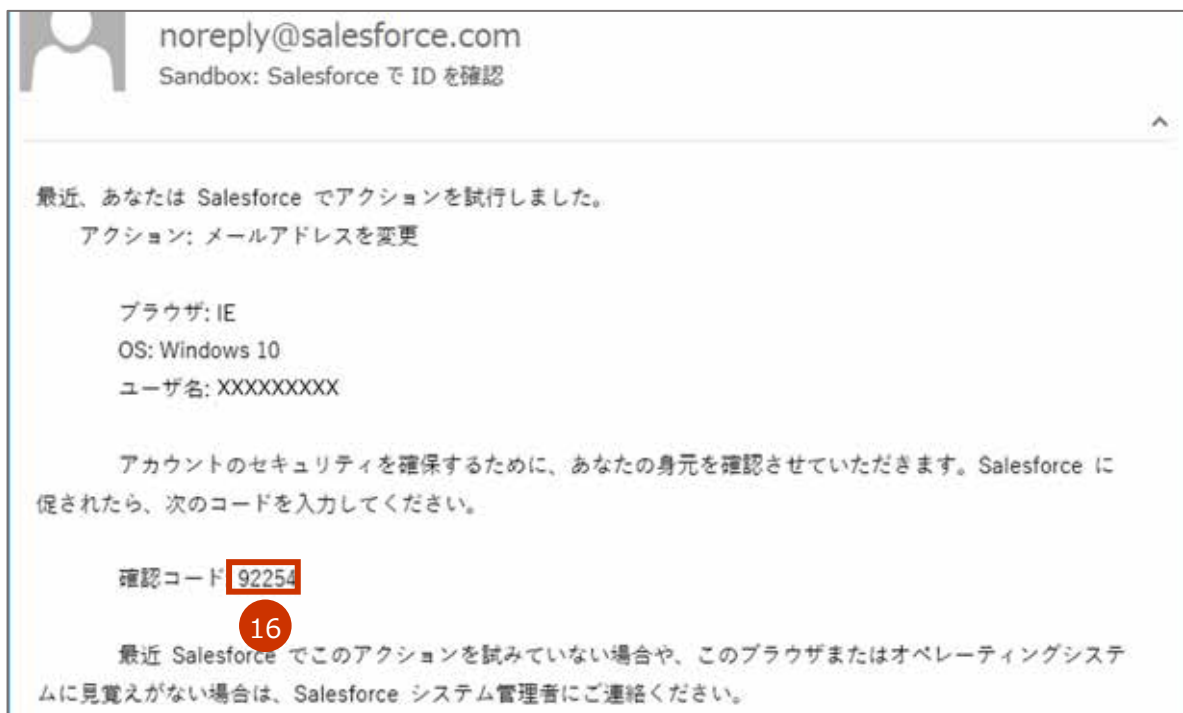 noreply@salesforce.com
Sandbox: Salesforce で ID を確認
最近、あなたは Salesforce でアクションを試行しました。
アクション: メールアドレスを変更
ブラウザ: IE
OS: Windows 10
ユーザ名: XXXXXXXXX
アカウントのセキュリティを確保するために、あなたの身元を確認させていただきます。Salesforce に
促されたら、次のコードを入力してください。
確認コード 92254
16
最近 Salesforce でこのアクションを試みていない場合や、このブラウザまたはオペレーティングシステ
ムに見覚えがない場合は、Salesforce システム管理者にご連絡ください。